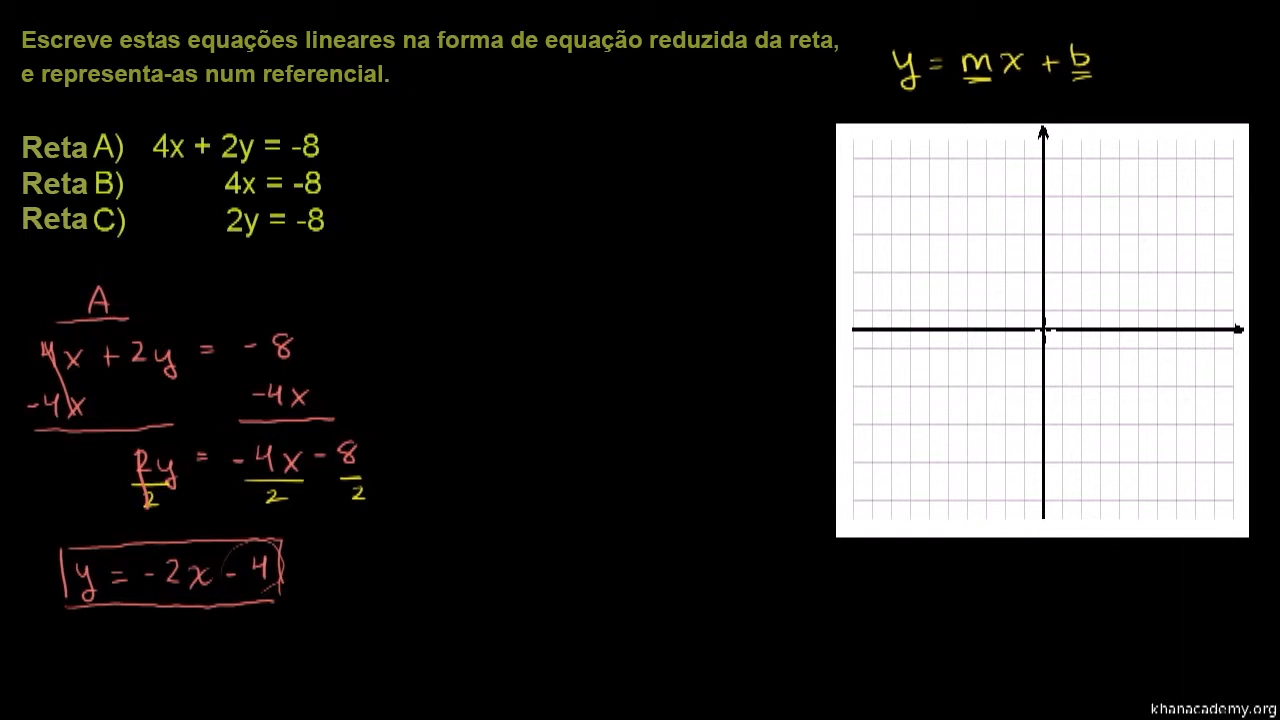 Escreve estas equações lineares na forma de equação reduzida da reta,
e representa-as num referencial.
y = mx + b
Reta A) 4x + 2y = -8
Reta B) 4x = -8
Reta C) 2y = -8
A
4x + 2y = -8
-4x -4x
2y = -4x - 8
2 2 2
y = -2x - 4
khanacademy.org